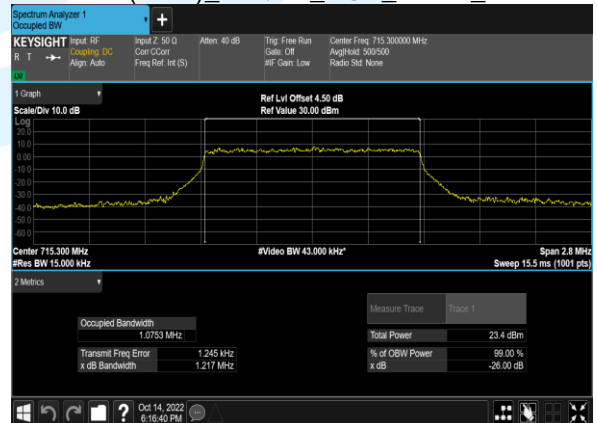 Spectrum Analyzer 1
Occupied BW
+
KEYSIGHT
R T
LV
Input: RF
Coupling: DC
Align: Auto
Input Z: 50 Ω
Corr CCorr
Freq Ref: Int (S)
Atten: 40 dB
Trig: Free Run
Gate: Off
#IF Gain: Low
Center Freq: 715.300000 MHz
Avg|Hold: 500/500
Radio Std: None
1 Graph
Scale/Div 10.0 dB
Ref Lvl Offset 4.50 dB
Ref Value 30.00 dBm
Log
20.0
10.0
0.00
-10.0
-20.0
-30.0
-40.0
-50.0
-60.0
Center 715.300 MHz
#Res BW 15.000 kHz
#Video BW 43.000 kHz*
Span 2.8 MHz
Sweep 15.5 ms (1001 pts)
2 Metrics
Measure Trace Trace 1
Occupied Bandwidth
1.0753 MHz
Total Power 23.4 dBm
Transmit Freq Error 1.245 kHz
% of OBW Power 99.00 %
x dB Bandwidth 1.217 MHz
x dB -26.00 dB
?
Oct 14, 2022
6:16:40 PM